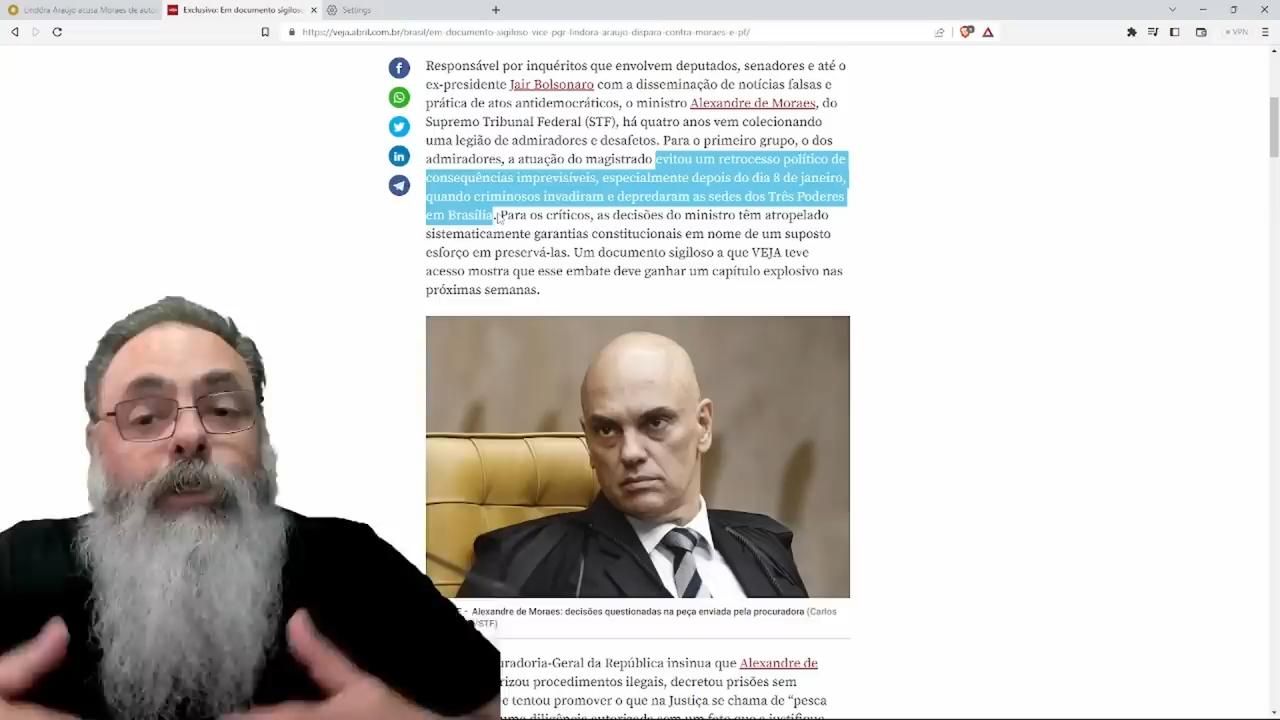 Lindôra Araújo acusa Moraes de auto
Exclusivo: Em documento sigiloso
Settings
https://veja.abril.com.br/brasil/em-documento-sigiloso-vice-pgr-lindora-araujo-dispara-contra-moraes-e-pf/
VPN
Responsável por inquéritos que envolvem deputados, senadores e até o
ex-presidente Jair Bolsonaro com a disseminação de notícias falsas e
prática de atos antidemocráticos, o ministro Alexandre de Moraes, do
Supremo Tribunal Federal (STF), há quatro anos vem colecionando
uma legião de admiradores e desafetos. Para o primeiro grupo, o dos
admiradores, a atuação do magistrado evitou um retrocesso político de
consequências imprevisíveis, especialmente depois do dia 8 de janeiro,
quando criminosos invadiram e depredaram as sedes dos Três Poderes
em Brasília. Para os críticos, as decisões do ministro têm atropelado
sistematicamente garantias constitucionais em nome de um suposto
esforço em preservá-las. Um documento sigiloso a que VEJA teve
acesso mostra que esse embate deve ganhar um capítulo explosivo nas
próximas semanas.
- Alexandre de Moraes: decisões questionadas na peça enviada pela procuradora (Carlos
/STF)
uradoria-Geral da República insinua que Alexandre de
rizou procedimentos ilegais, decretou prisões sem
e tentou promover o que na Justiça se chama de “pesca
uma diligência autorizada sem um fato que a justifique